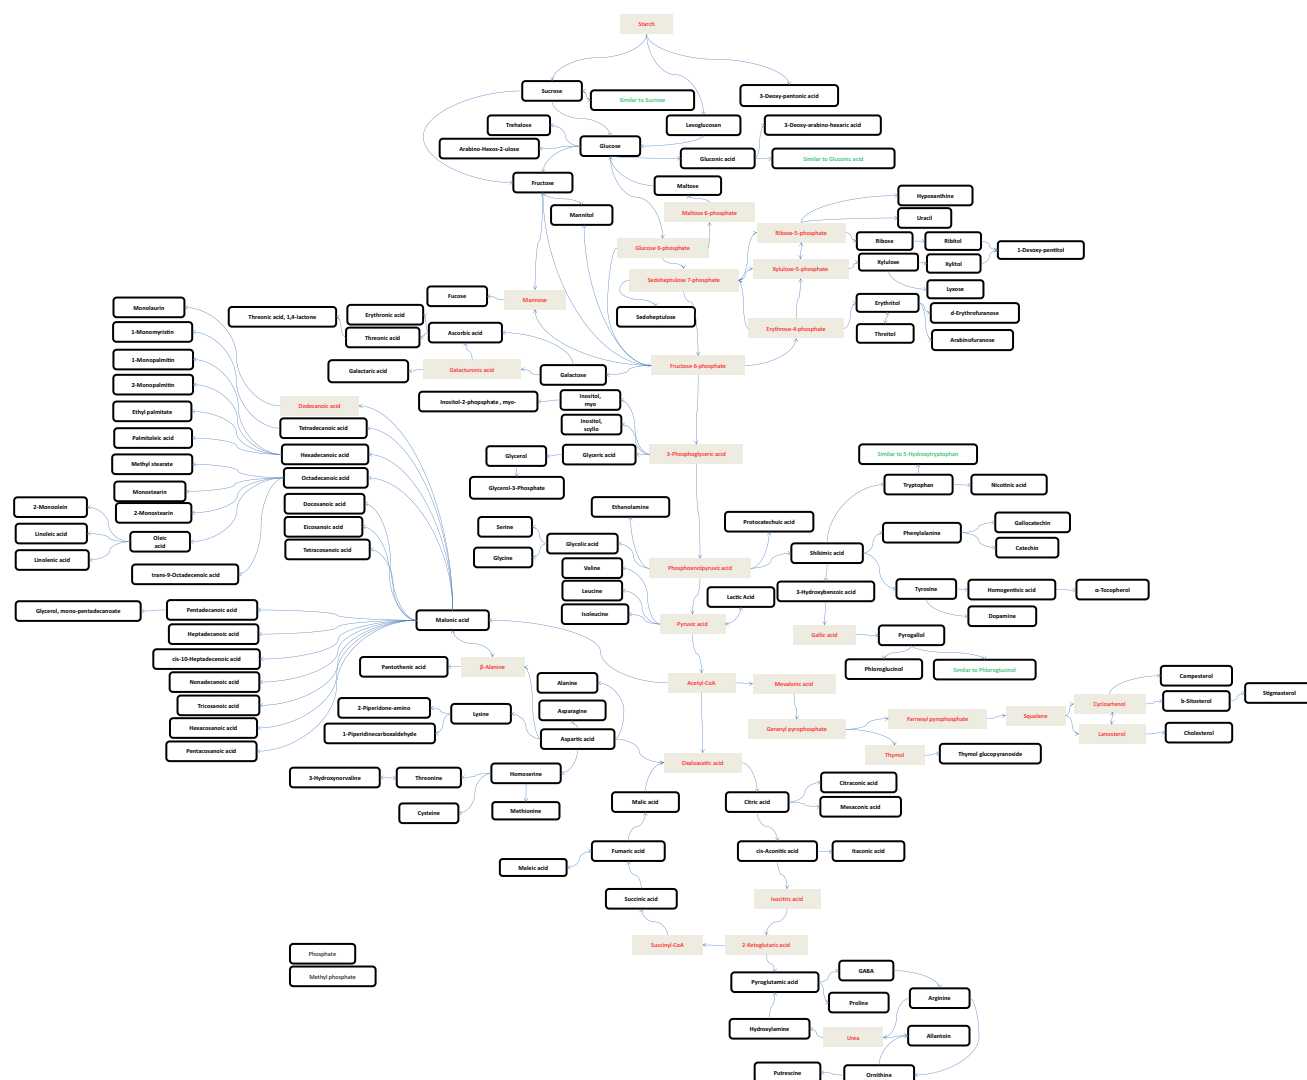 Starch
Sucrose
Similar to Sucrose
3-Deoxy-pentonic acid
Trehalose
Levoglucosan
3-Deoxy-arabino-hexaric acid
Arabino-Hexos-2-ulose
Glucose
Gluconic acid
Similar to Gluconic acid
Fructose
Maltose
Hypoxanthine
Mannitol
Maltose 6-phosphate
Uracil
Ribose-5-phosphate
Ribose
Ribitol
1-Desoxy-pentitol
Glucose 6-phosphate
Xylulose-5-phosphate
Xylulose
Xylitol
Sedoheptulose 7-phosphate
Lyxose
Fucose
Mannose
Erythritol
d-Erythrofuranose
Monolaurin
Threonic acid, 1,4-lactone
Erythronic acid
Sedoheptulose
Erythrose-4-phosphate
Threitol
Arabinofuranose
1-Monomyristin
Threonic acid
Ascorbic acid
1-Monopalmitin
Galactaric acid
Galacturonic acid
Galactose
Fructose 6-phosphate
2-Monopalmitin
Ethyl palmitate
Dodecanoic acid
Inositol-2-phopsphate , myo-
Inositol,
myo
Tetradecanoic acid
Inositol,
scyllo
Palmitoleic acid
Hexadecanoic acid
Glycerol
Glyceric acid
3-Phosphoglyceric acid
Similar to 5-Hydroxytryptophan
Methyl stearate
Octadecanoic acid
Glycerol-3-Phosphate
Tryptophan
Nicotinic acid
Monostearin
2-Monostearin
Docosanoic acid
Ethanolamine
2-Monoolein
Eicosanoic acid
Serine
Protocatechuic acid
Gallocatechin
Linoleic acid
Oleic
acid
Tetracosanoic acid
Glycolic acid
Phenylalanine
Catechin
Linolenic acid
Glycine
Shikimic acid
trans-9-Octadecenoic acid
Valine
Phosphoenolpyruvic acid
Leucine
Lactic Acid
3-Hydroxybenzoic acid
Tyrosine
Homogentisic acid
α-Tocopherol
Glycerol, mono-pentadecanoate
Pentadecanoic acid
Malonic acid
Isoleucine
Pyruvic acid
Dopamine
Heptadecanoic acid
Gallic acid
Pyrogallol
cis-10-Heptadecenoic acid
Pantothenic acid
β-Alanine
Phloroglucinol
Similar to Phloroglucinol
Nonadecanoic acid
Alanine
Acetyl-CoA
Mevalonic acid
Campesterol
Tricosanoic acid
2-Piperidone-amino
Lysine
Asparagine
Cycloartenol
b-Sitosterol
Stigmasterol
Hexacosanoic acid
1-Piperidinecarboxaldehyde
Aspartic acid
Geranyl pyrophosphate
Farnesyl pyrophosphate
Squalene
Lanosterol
Cholesterol
Pentacosanoic acid
Oxaloacetic acid
Thymol
Thymol glucopyranoside
3-Hydroxynorvaline
Threonine
Homoserine
Citraconic acid
Cysteine
Methionine
Malic acid
Citric acid
Mesaconic acid
Maleic acid
Fumaric acid
cis-Aconitic acid
Itaconic acid
Succinic acid
Isocitric acid
Succinyl-CoA
2-Ketoglutaric acid
Phosphate
Methyl phosphate
Pyroglutamic acid
GABA
Proline
Arginine
Hydroxylamine
Urea
Allantoin
Putrescine
Ornithine